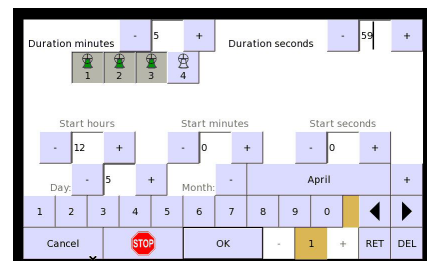 Duration minutes - 5 + Duration seconds - 59 +
1 2 3 4
Start hours Start minutes Start seconds
- 12 + - 0 + - 0 +
Day: - 5 + Month: - April +
1 2 3 4 5 6 7 8 9 0
Cancel STOP OK - 1 + RET DEL